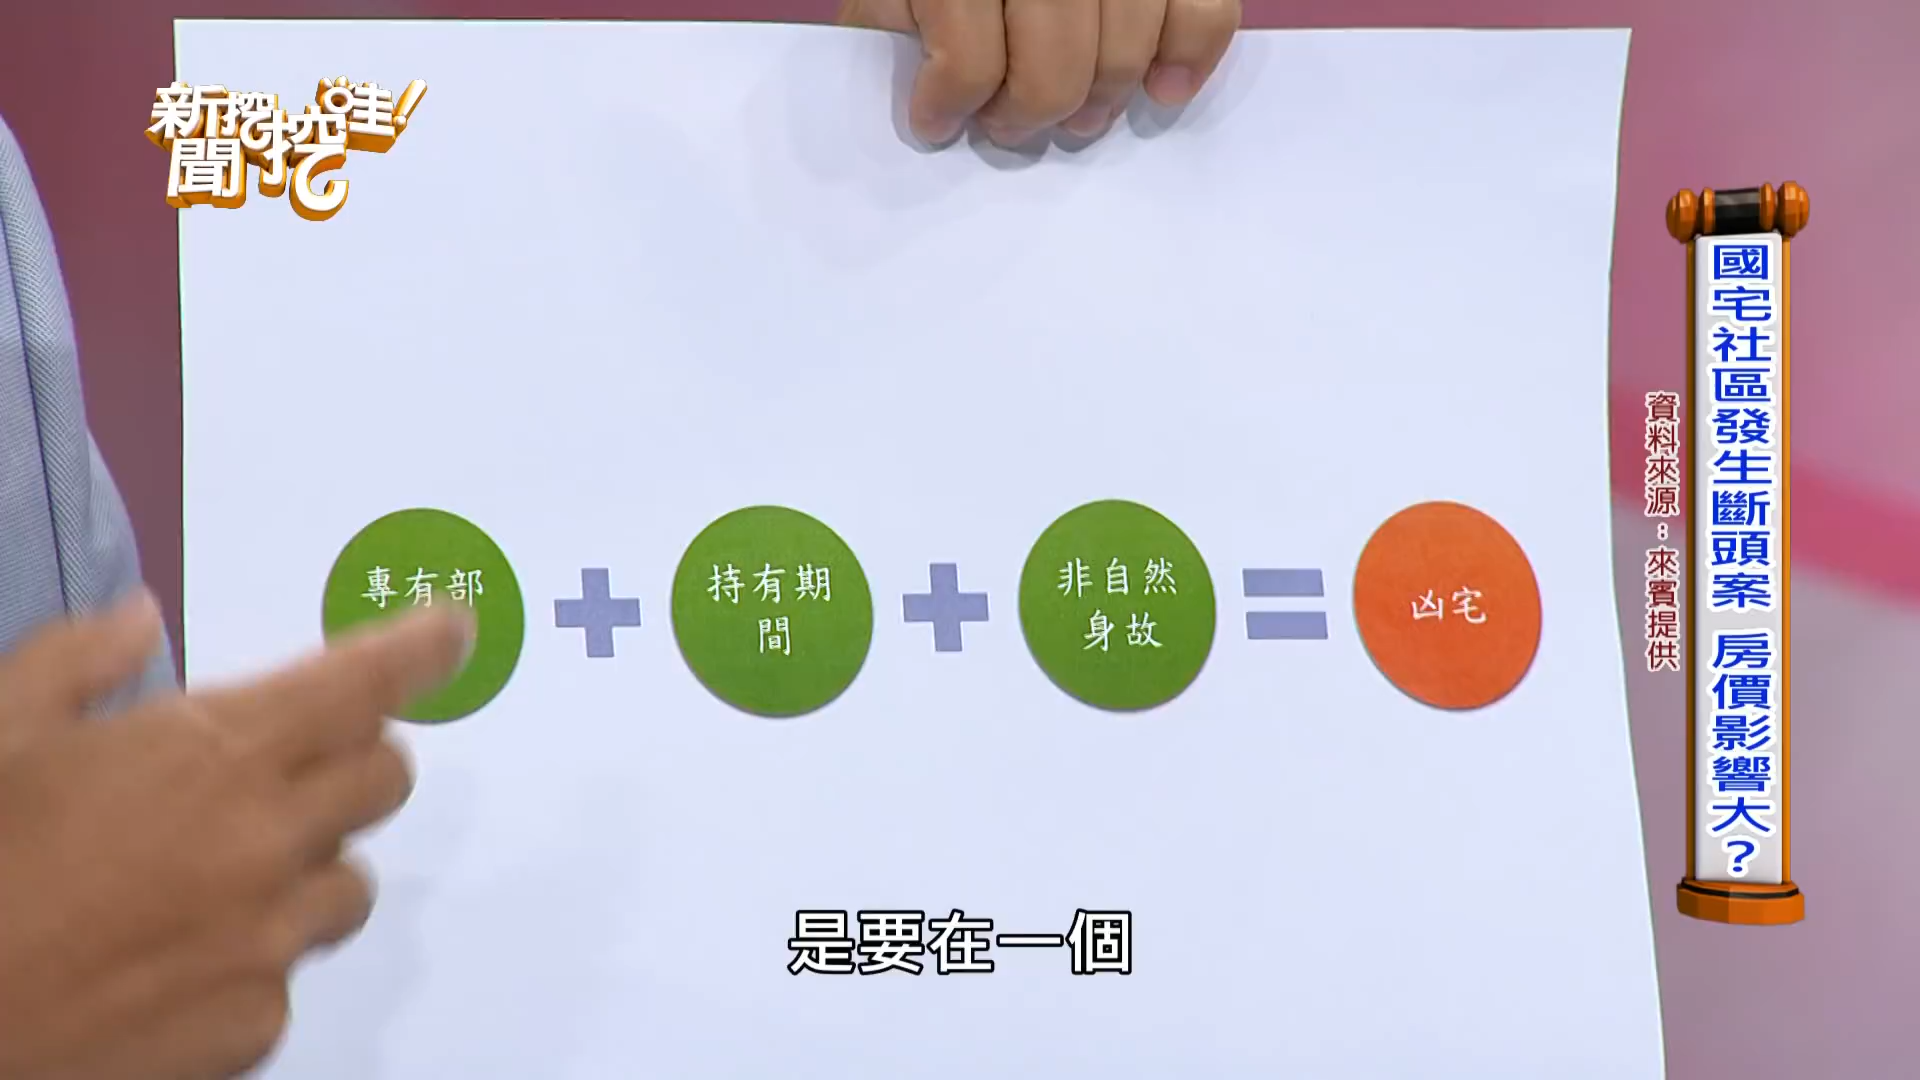 新聞挖挖哇!
國宅社區發生斷頭案 房價影響大?
資料來源:來賓提供
專有部
持有期
間
非自然
身故
凶宅
是要在一個